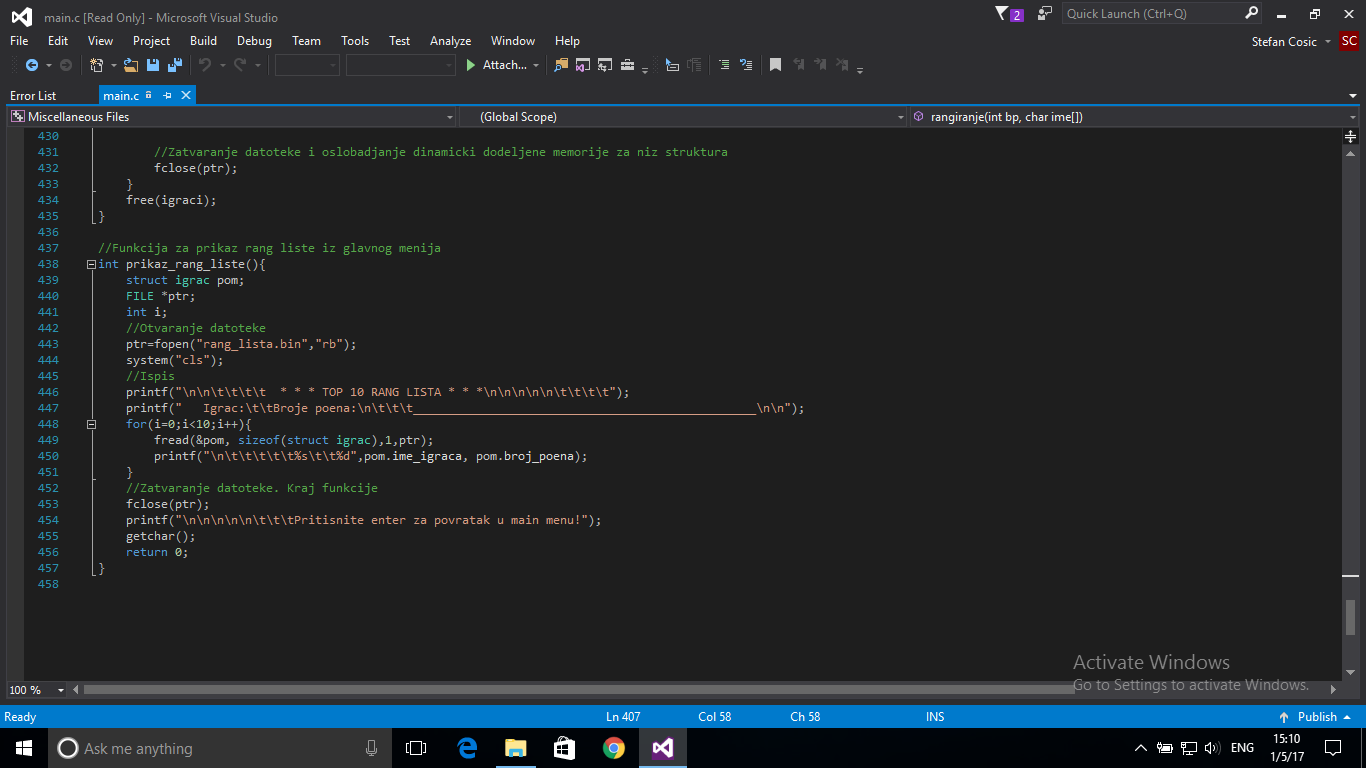 main.c [Read Only] - Microsoft Visual Studio
2
Quick Launch (Ctrl+Q)
File Edit View Project Build Debug Team Tools Test Analyze Window Help
Stefan Cosic SC
Attach...
Error List main.c
Miscellaneous Files (Global Scope) rangiranje(int bp, char ime[])
430
431 //Zatvaranje datoteke i oslobadjanje dinamicki dodeljene memorije za niz struktura
432 fclose(ptr);
433 }
434 free(igraci);
435 }
436
437 //Funkcija za prikaz rang liste iz glavnog menija
438 int prikaz_rang_liste(){
439 struct igrac pom;
440 FILE *ptr;
441 int i;
442 //Otvaranje datoteke
443 ptr=fopen("rang_lista.bin","rb");
444 system("cls");
445 //Ispis
446 printf("\n\n\t\t\t\t  * * * TOP 10 RANG LISTA * * *\n\n\n\n\n\t\t\t\t");
447 printf("   Igrac:\t\tBroje poena:\n\t\t\t_________________________________________________\n\n");
448 for(i=0;i<10;i++){
449 fread(&pom, sizeof(struct igrac),1,ptr);
450 printf("\n\t\t\t\t\t%s\t\t%d",pom.ime_igraca, pom.broj_poena);
451 }
452 //Zatvaranje datoteke. Kraj funkcije
453 fclose(ptr);
454 printf("\n\n\n\n\n\t\t\tPritisnite enter za povratak u main menu!");
455 getchar();
456 return 0;
457 }
458
Activate Windows
Go to Settings to activate Windows.
100 %
Ready Ln 407 Col 58 Ch 58 INS Publish
Ask me anything
ENG
15:10
1/5/17